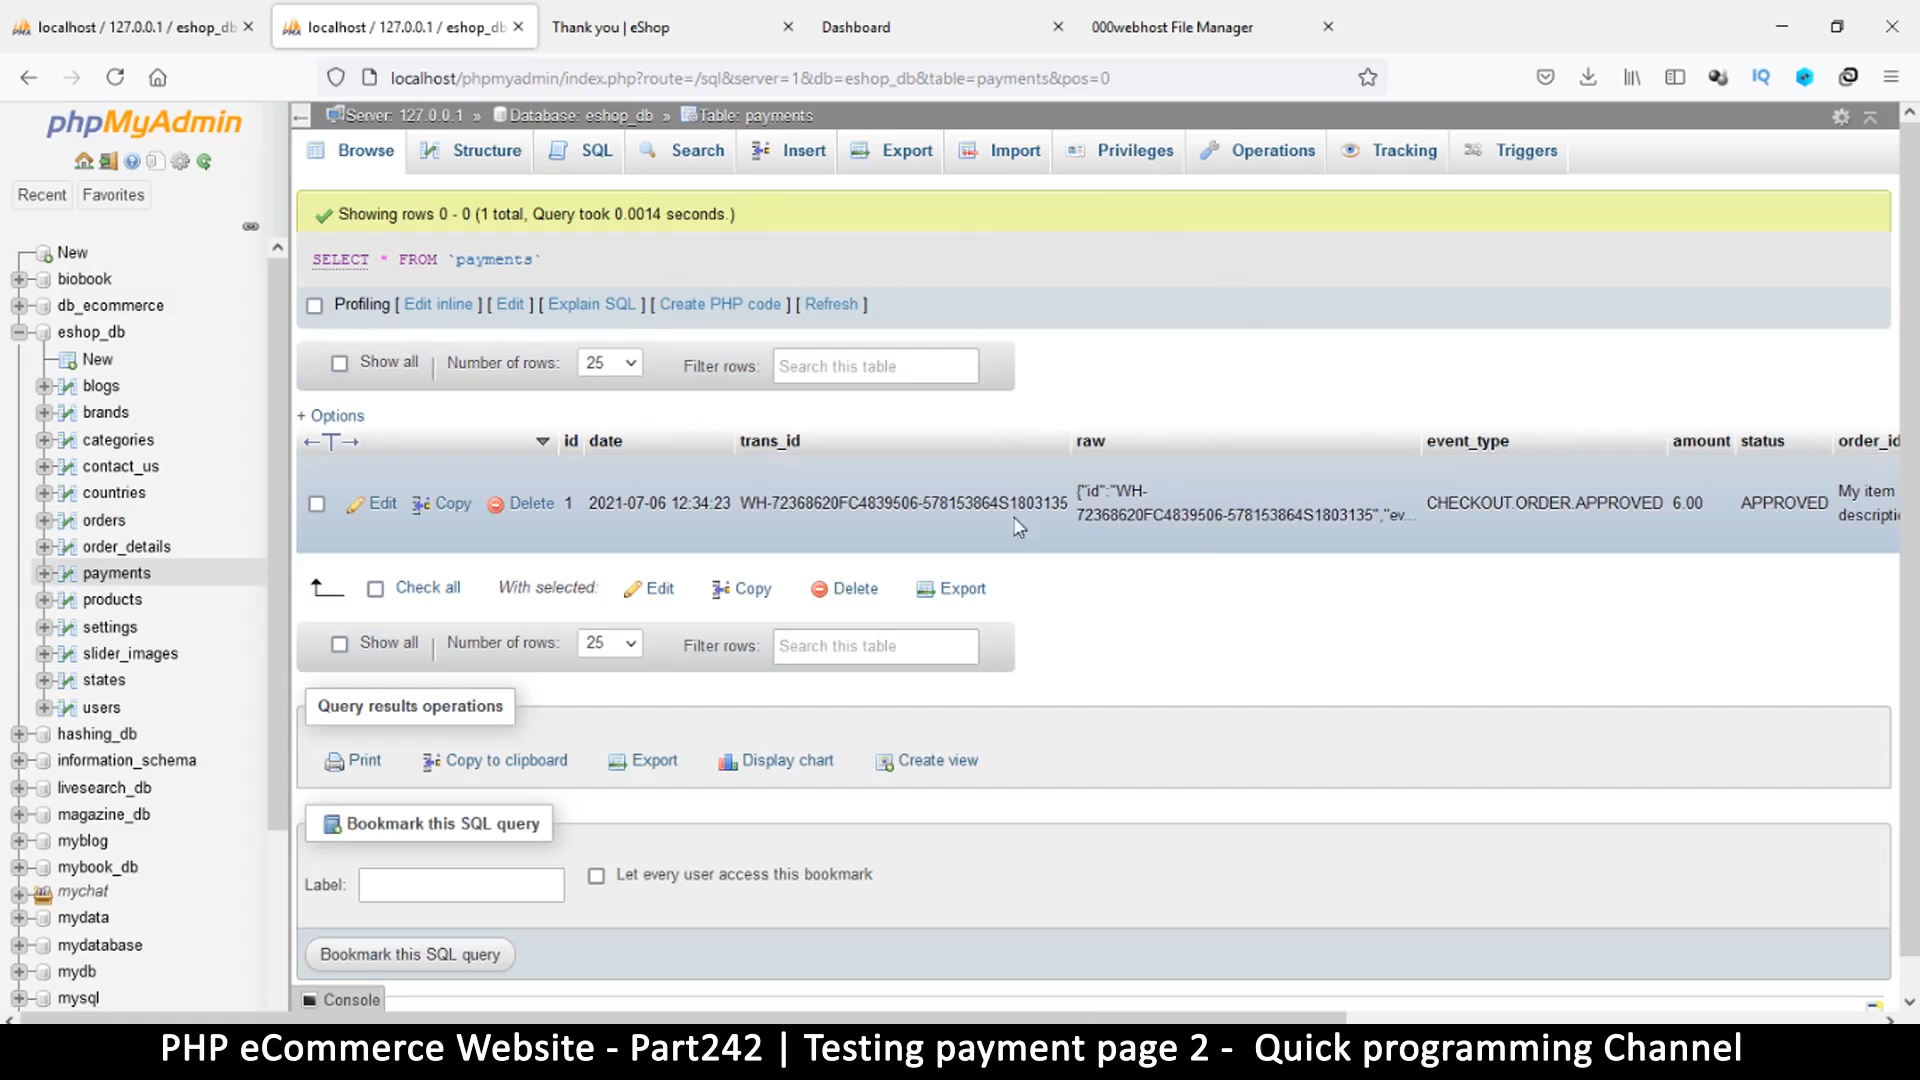 localhost / 127.0.0.1 / eshop_db
localhost / 127.0.0.1 / eshop_db
Thank you | eShop
Dashboard
000webhost File Manager
localhost/phpmyadmin/index.php?route=/sql&server=1&db=eshop_db&table=payments&pos=0
IQ
phpMyAdmin
Recent
Favorites
New
biobook
db_ecommerce
eshop_db
New
blogs
brands
categories
contact_us
countries
orders
order_details
payments
products
settings
slider_images
states
users
hashing_db
information_schema
livesearch_db
magazine_db
myblog
mybook_db
mychat
mydata
mydatabase
mydb
mysql
Server: 127.0.0.1 » Database: eshop_db » Table: payments
Browse Structure SQL Search Insert Export Import Privileges Operations Tracking Triggers
Showing rows 0 - 0 (1 total, Query took 0.0014 seconds.)
SELECT * FROM `payments`
Profiling [ Edit inline ] [ Edit ] [ Explain SQL ] [ Create PHP code ] [ Refresh ]
Show all | Number of rows: 25 Filter rows: Search this table
+ Options
←T→ id date trans_id raw event_type amount status order_id
Edit Copy Delete 1 2021-07-06 12:34:23 WH-72368620FC4839506-578153864S1803135 {"id":"WH-72368620FC4839506-578153864S1803135","ev... CHECKOUT.ORDER.APPROVED 6.00 APPROVED My item descriptic
Check all With selected: Edit Copy Delete Export
Show all | Number of rows: 25 Filter rows: Search this table
Query results operations
Print Copy to clipboard Export Display chart Create view
Bookmark this SQL query
Label: Let every user access this bookmark
Bookmark this SQL query
Console
PHP eCommerce Website - Part242 | Testing payment page 2 - Quick programming Channel